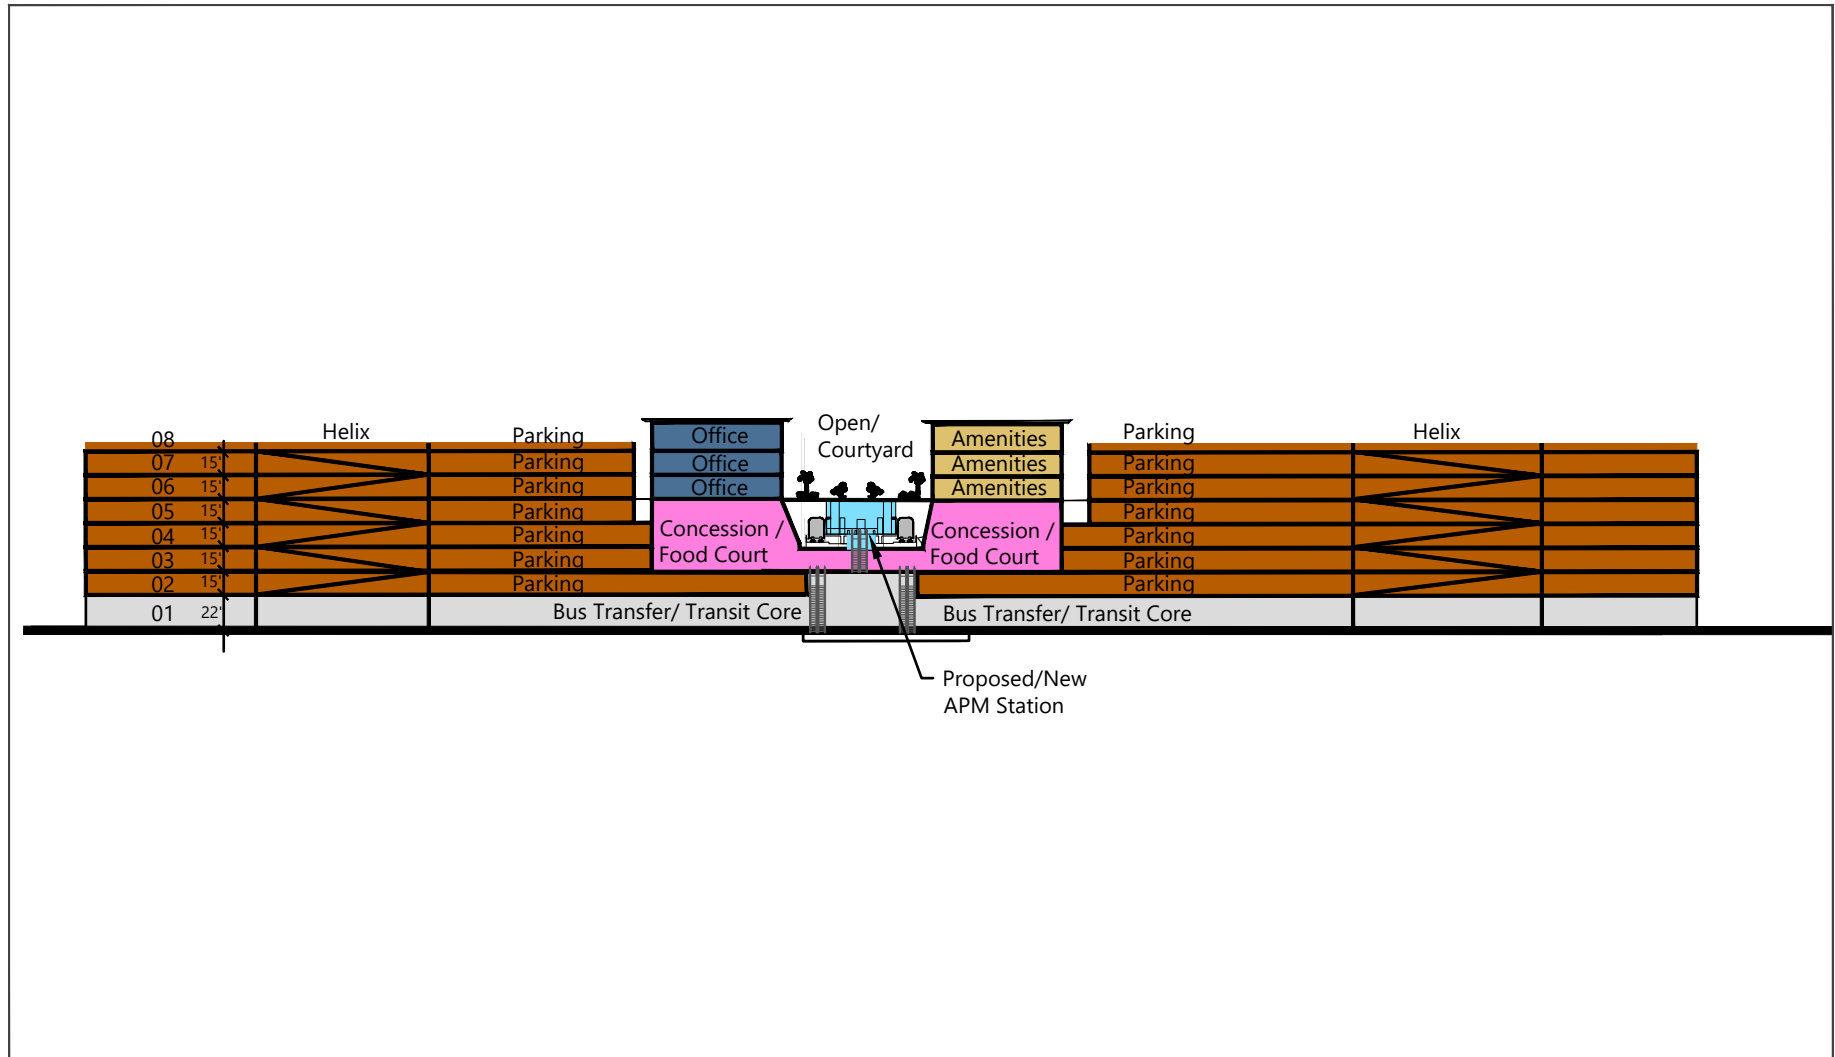 Open/
Courtyard
08 Helix Parking Office Amenities Parking Helix
07 15' Parking Office Amenities Parking
06 15' Parking Office Amenities Parking
05 15' Parking Parking
Concession /
Food Court
Concession /
Food Court
04 15' Parking Parking
03 15' Parking Parking
02 15' Parking Parking
01 22' Bus Transfer/ Transit Core Bus Transfer/ Transit Core
Proposed/New
APM Station